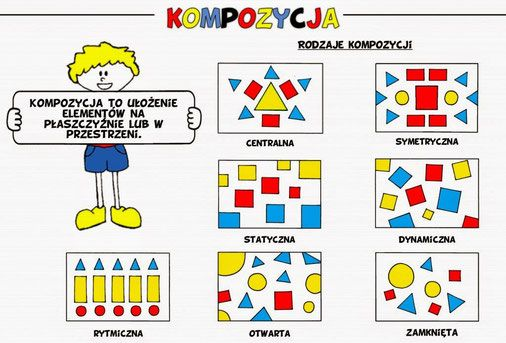 KOMPOZYCJA
RODZAJE KOMPOZYCJI
KOMPOZYCJA TO UŁOŻENIE
ELEMENTÓW NA
PŁASZCZYŹNIE LUB W
PRZESTRZENI.
CENTRALNA
SYMETRYCZNA
STATYCZNA
DYNAMICZNA
RYTMICZNA
OTWARTA
ZAMKNIĘTA